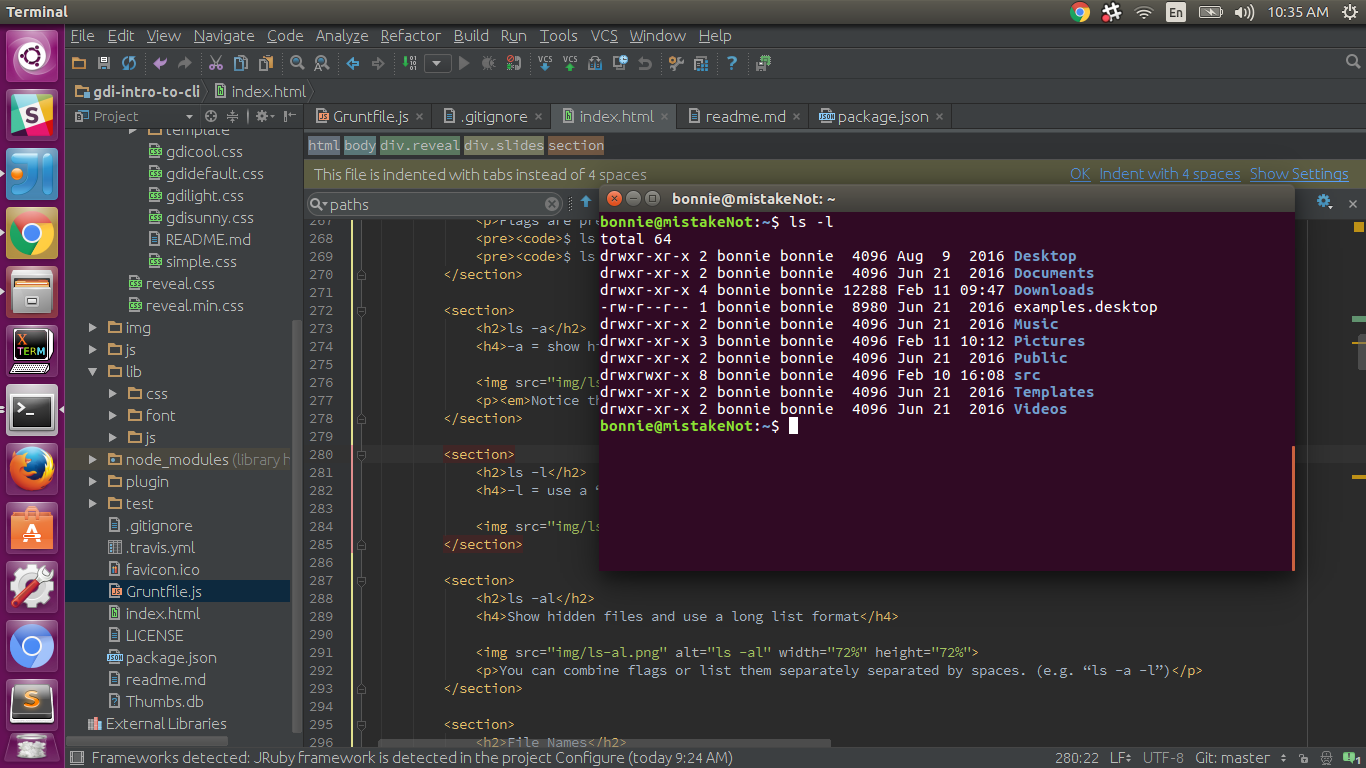 Terminal
En
10:35 AM
File Edit View Navigate Code Analyze Refactor Build Run Tools VCS Window Help
VCS VCS
gdi-intro-to-cli index.html
Project
Gruntfile.js × .gitignore × index.html × readme.md × package.json ×
template
gdicool.css
gdidefault.css
gdilight.css
gdisunny.css
README.md
simple.css
reveal.css
reveal.min.css
img
js
lib
css
font
js
node_modules (library h
plugin
test
.gitignore
.travis.yml
favicon.ico
Gruntfile.js
index.html
LICENSE
package.json
readme.md
Thumbs.db
External Libraries
X
TERM
html body div.reveal div.slides section
This file is indented with tabs instead of 4 spaces OK Indent with 4 spaces Show Settings
paths
267 <p>Flags are pre
268 <pre><code>$ ls
269 <pre><code>$ ls
270 </section>
271
272 <section>
273 <h2>ls -a</h2>
274 <h4>-a = show hi
275
276 <img src="img/ls
277 <p><em>Notice th
278 </section>
279
280 <section>
281 <h2>ls -l</h2>
282 <h4>-l = use a “
283
284 <img src="img/ls
285 </section>
286
287 <section>
288 <h2>ls -al</h2>
289 <h4>Show hidden files and use a long list format</h4>
290
291 <img src="img/ls-al.png" alt="ls -al" width="72%" height="72%">
292 <p>You can combine flags or list them separately separated by spaces. (e.g. “ls -a -l”)</p>
293 </section>
294
295 <section>
296 <h2>File Names</h2>
bonnie@mistakeNot: ~
bonnie@mistakeNot:~$ ls -l
total 64
drwxr-xr-x 2 bonnie bonnie 4096 Aug 9 2016 Desktop
drwxr-xr-x 2 bonnie bonnie 4096 Jun 21 2016 Documents
drwxr-xr-x 4 bonnie bonnie 12288 Feb 11 09:47 Downloads
-rw-r--r-- 1 bonnie bonnie 8980 Jun 21 2016 examples.desktop
drwxr-xr-x 2 bonnie bonnie 4096 Jun 21 2016 Music
drwxr-xr-x 3 bonnie bonnie 4096 Feb 11 10:12 Pictures
drwxr-xr-x 2 bonnie bonnie 4096 Jun 21 2016 Public
drwxrwxr-x 8 bonnie bonnie 4096 Feb 10 16:08 src
drwxr-xr-x 2 bonnie bonnie 4096 Jun 21 2016 Templates
drwxr-xr-x 2 bonnie bonnie 4096 Jun 21 2016 Videos
bonnie@mistakeNot:~$
Frameworks detected: JRuby framework is detected in the project Configure (today 9:24 AM) 280:22 LF UTF-8 Git: master 1